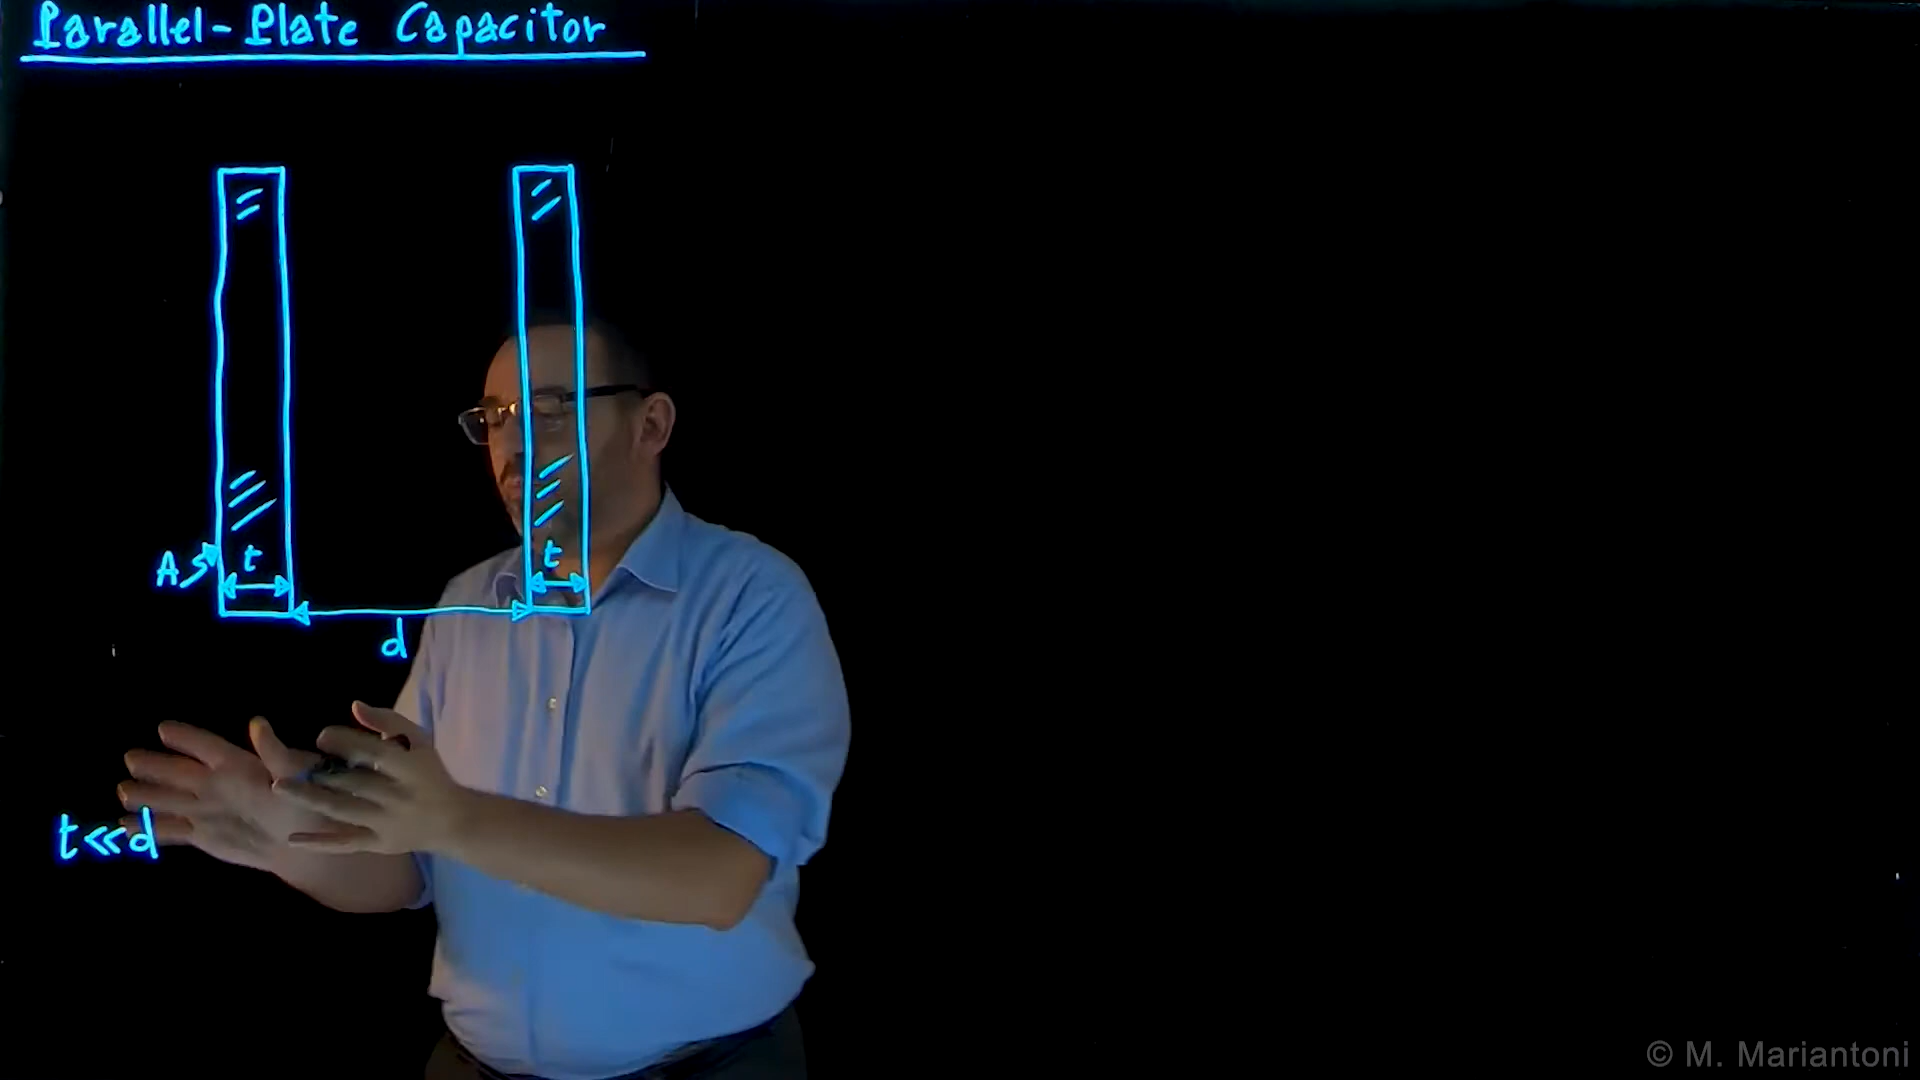 Parallel-Plate Capacitor
A
t
t
d
t<<d
© M. Mariantoni